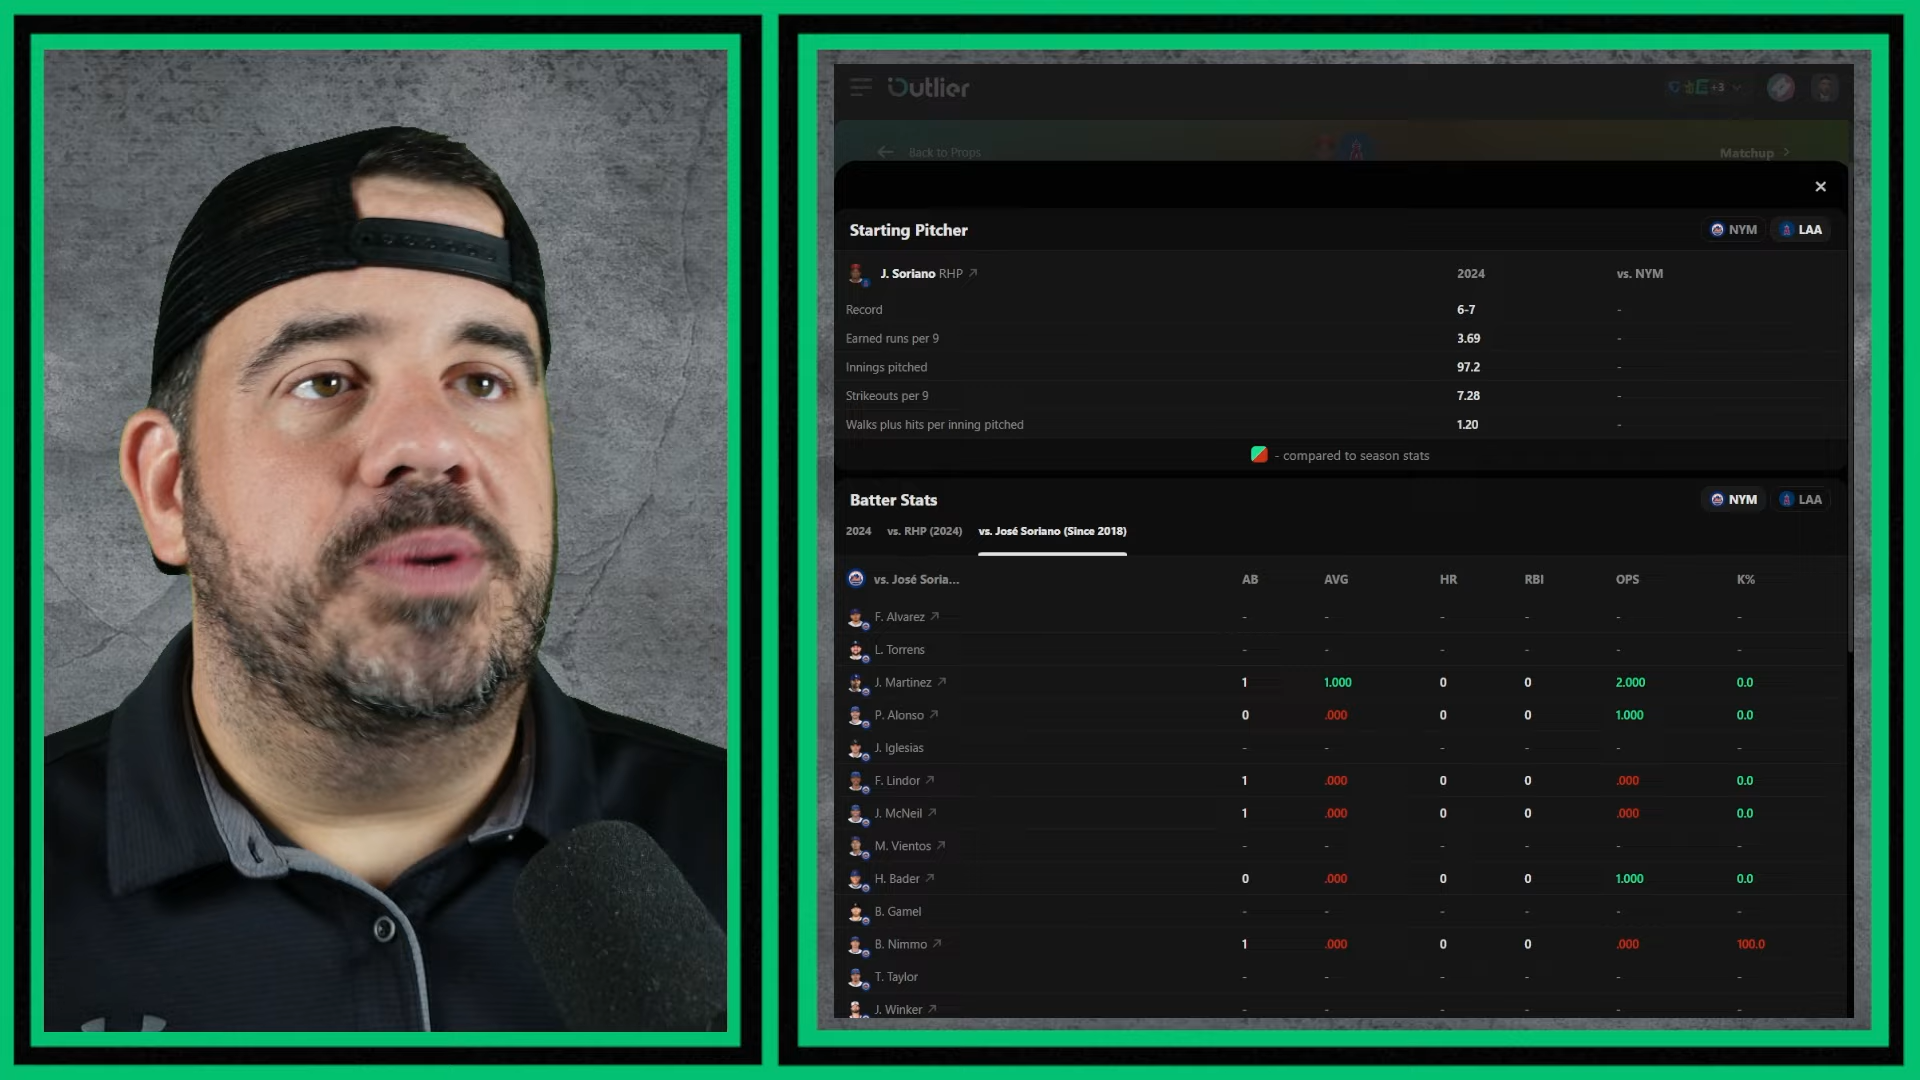 Outlier
+3
Back to Props
Matchup
Starting Pitcher
NYM LAA
J. Soriano RHP 2024 vs. NYM
Record 6-7 -
Earned runs per 9 3.69 -
Innings pitched 97.2 -
Strikeouts per 9 7.28 -
Walks plus hits per inning pitched 1.20 -
- compared to season stats
Batter Stats
NYM LAA
2024 vs. RHP (2024) vs. José Soriano (Since 2018)
vs. José Soria... AB AVG HR RBI OPS K%
F. Alvarez - - - - - -
L. Torrens - - - - - -
J. Martinez 1 1.000 0 0 2.000 0.0
P. Alonso 0 .000 0 0 1.000 0.0
J. Iglesias - - - - - -
F. Lindor 1 .000 0 0 .000 0.0
J. McNeil 1 .000 0 0 .000 0.0
M. Vientos - - - - - -
H. Bader 0 .000 0 0 1.000 0.0
B. Gamel - - - - - -
B. Nimmo 1 .000 0 0 .000 100.0
T. Taylor - - - - - -
J. Winker - - - - - -